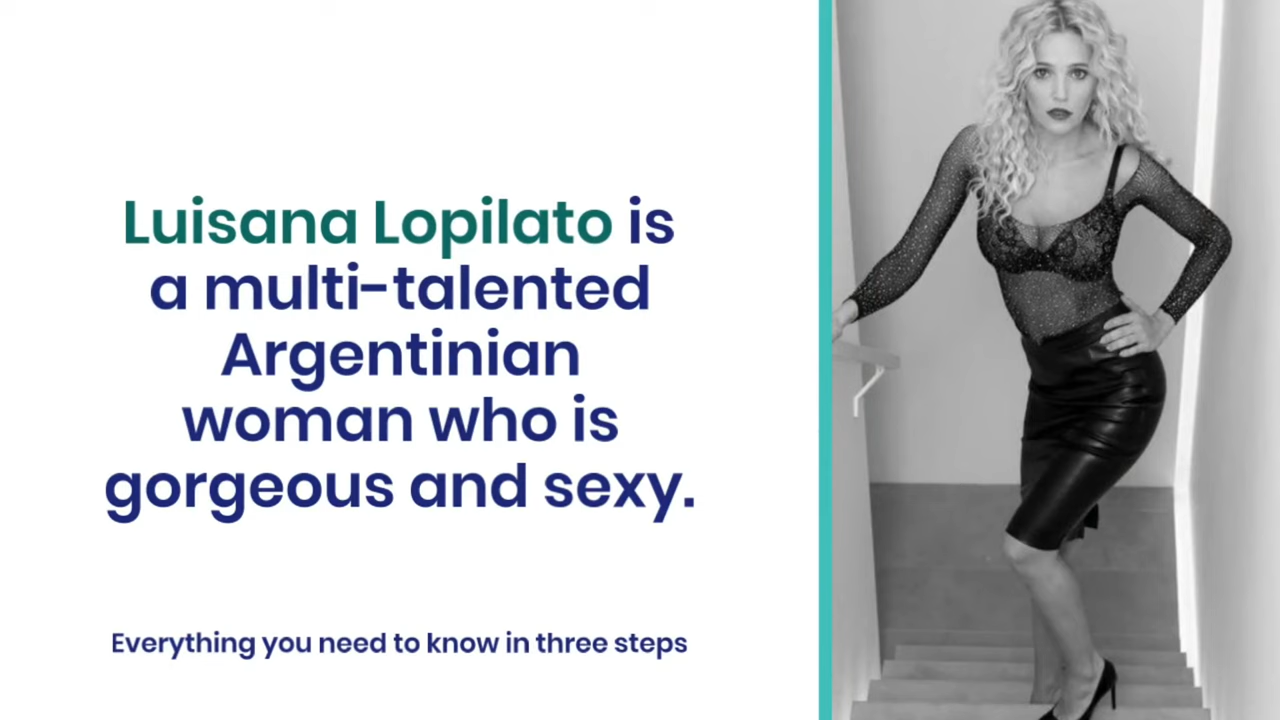 Luisana Lopilato is
a multi-talented
Argentinian
woman who is
gorgeous and sexy.
Everything you need to know in three steps